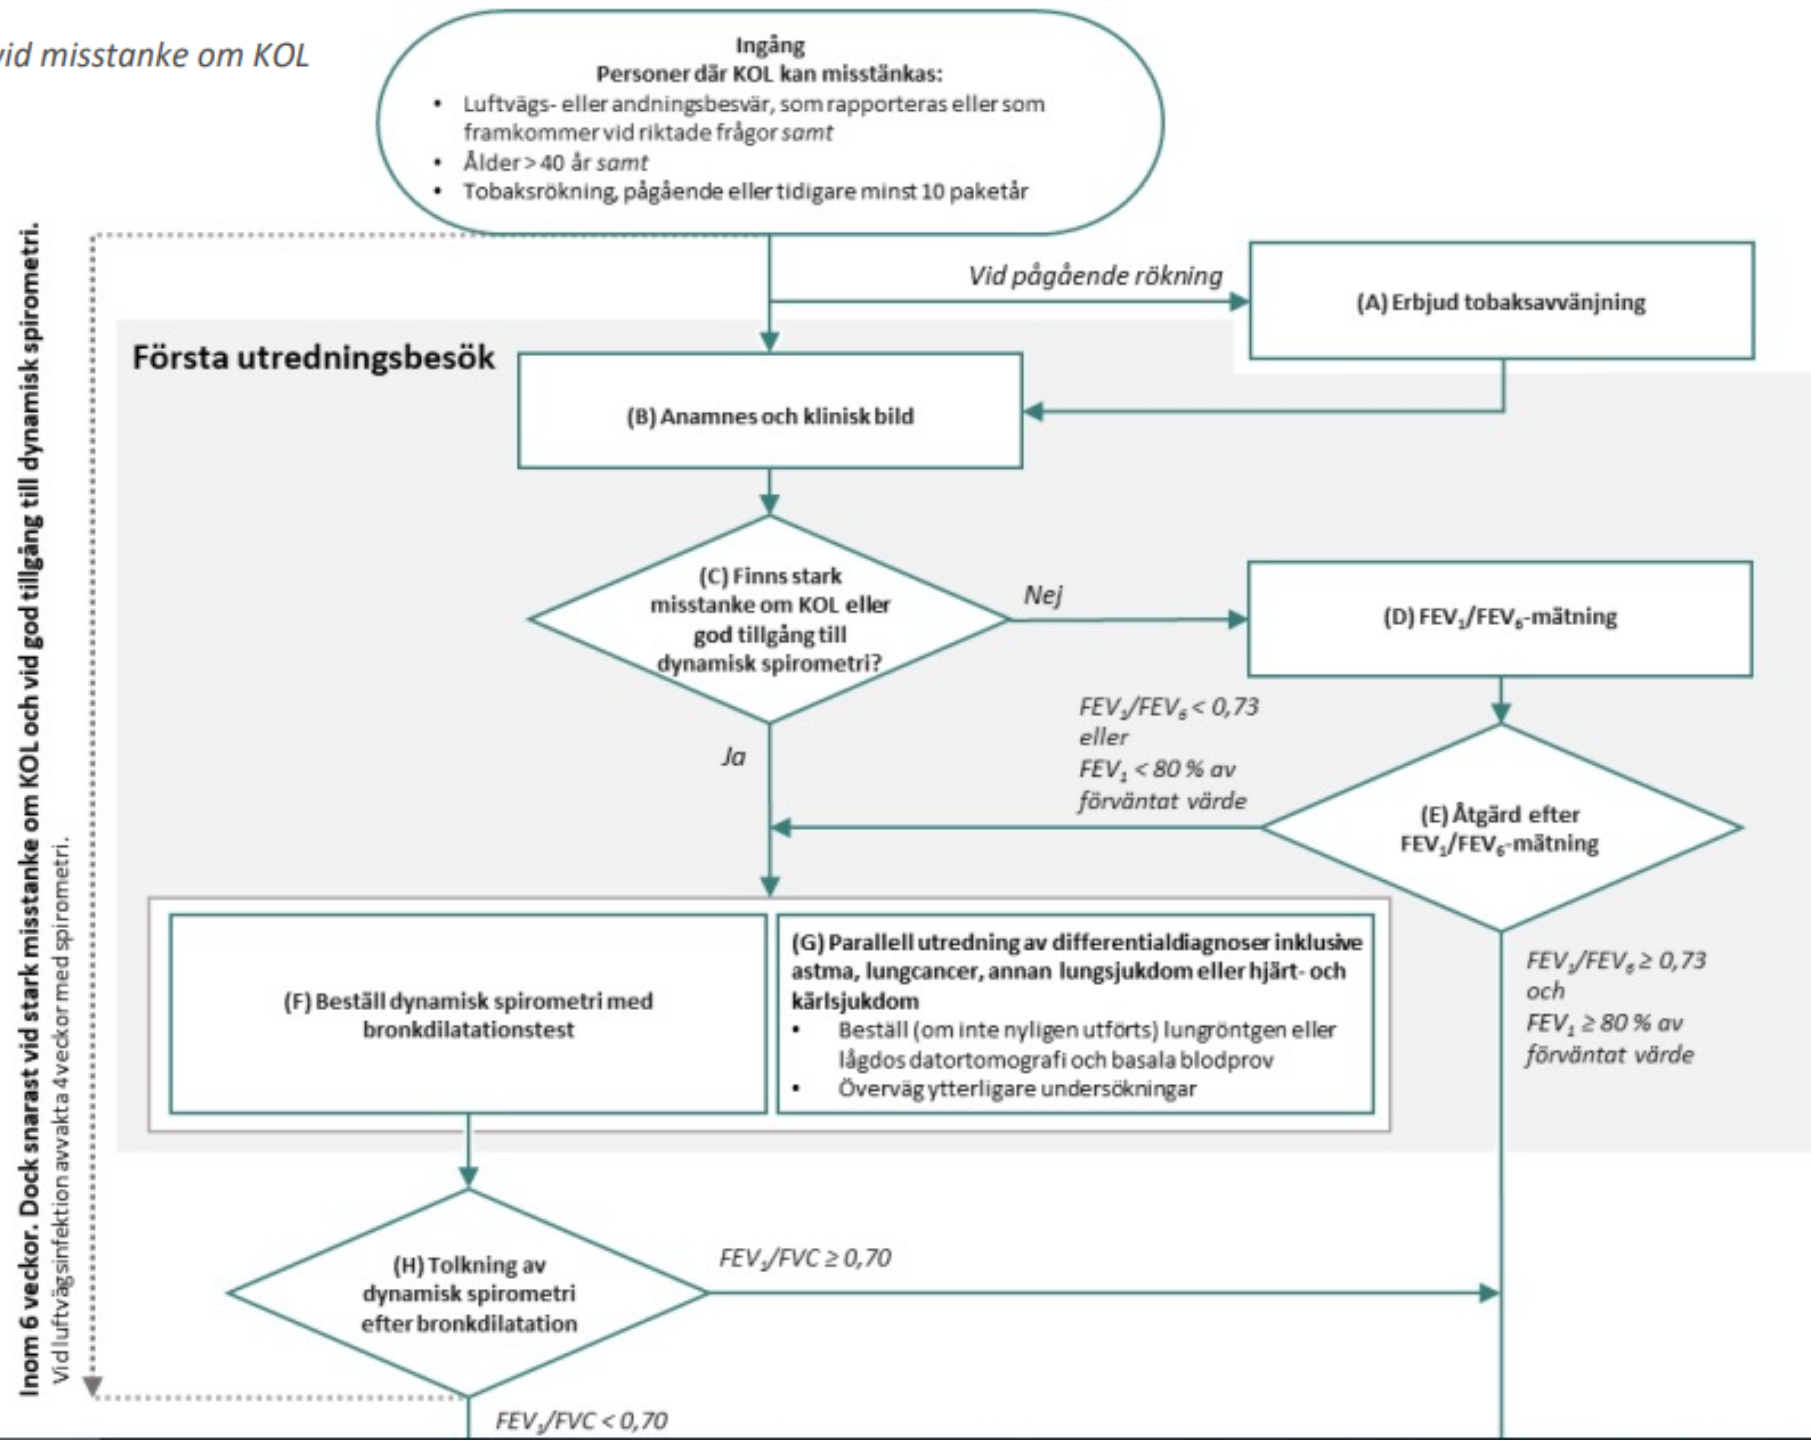 vid misstanke om KOL
Ingång
Personer där KOL kan misstänkas:
• Luftvägs- eller andningsbesvär, som rapporteras eller som
framkommer vid riktade frågor samt
• Ålder > 40 år samt
• Tobaksrökning, pågående eller tidigare minst 10 paketår
Vid pågående rökning
(A) Erbjud tobaksavvänjning
Första utredningsbesök
(B) Anamnes och klinisk bild
(C) Finns stark
misstanke om KOL eller
god tillgång till
dynamisk spirometri?
Nej
(D) FEV₁/FEV₆-mätning
Ja
FEV₁/FEV₆ < 0,73
eller
FEV₁ < 80 % av
förväntat värde
(E) Åtgärd efter
FEV₁/FEV₆-mätning
FEV₁/FEV₆ ≥ 0,73
och
FEV₁ ≥ 80 % av
förväntat värde
(F) Beställ dynamisk spirometri med
bronkdilatationstest
(G) Parallell utredning av differentialdiagnoser inklusive
astma, lungcancer, annan lungsjukdom eller hjärt- och
kärlsjukdom
• Beställ (om inte nyligen utförts) lungröntgen eller
lågdos datortomografi och basala blodprov
• Överväg ytterligare undersökningar
(H) Tolkning av
dynamisk spirometri
efter bronkdilatation
FEV₁/FVC ≥ 0,70
FEV₁/FVC < 0,70
Inom 6 veckor. Dock snarast vid stark misstanke om KOL och vid god tillgång till dynamisk spirometri.
Vid luftvägsinfektion avvakta 4 veckor med spirometri.